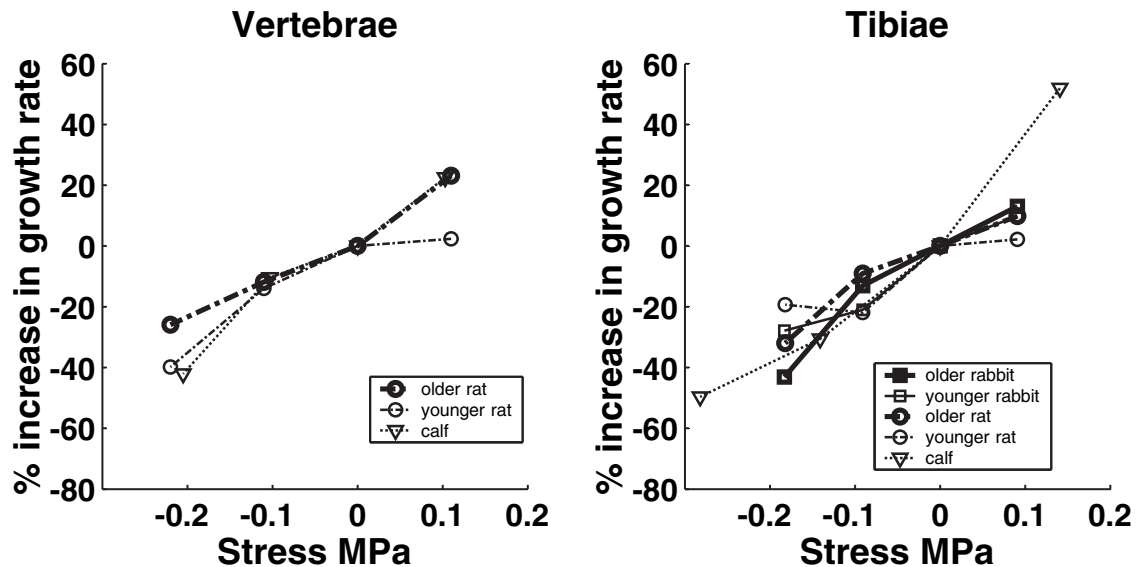 Vertebrae
% increase in growth rate
60
40
20
0
-20
-40
-60
-80
-0.2 -0.1 0 0.1 0.2
Stress MPa
older rat
younger rat
calf
Tibiae
% increase in growth rate
60
40
20
0
-20
-40
-60
-80
-0.2 -0.1 0 0.1 0.2
Stress MPa
older rabbit
younger rabbit
older rat
younger rat
calf